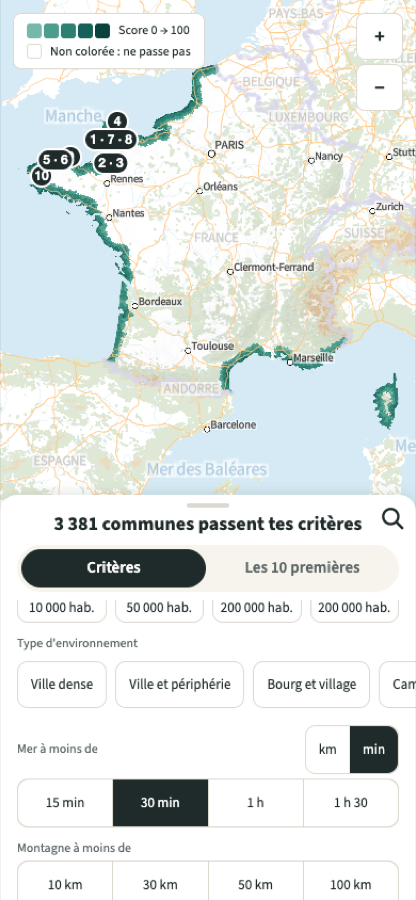 Score 0 → 100
Non colorée : ne passe pas
+
−
PAYS-BAS
BELGIQUE
LUXEMBOURG
Manche
4
1 · 7 · 8
5 · 6
2 · 3
10
PARIS
Nancy
Stutt
Rennes
Orléans
Nantes
Zurich
SUISSE
FRANCE
Clermont-Ferrand
Bordeaux
Toulouse
Marseille
ANDORRE
Barcelone
ESPAGNE
Mer des Baléares
Me
3 381 communes passent tes critères
Critères
Les 10 premières
10 000 hab.
50 000 hab.
200 000 hab.
200 000 hab.
Type d'environnement
Ville dense
Ville et périphérie
Bourg et village
Cam
Mer à moins de
km
min
15 min
30 min
1 h
1 h 30
Montagne à moins de
10 km
30 km
50 km
100 km